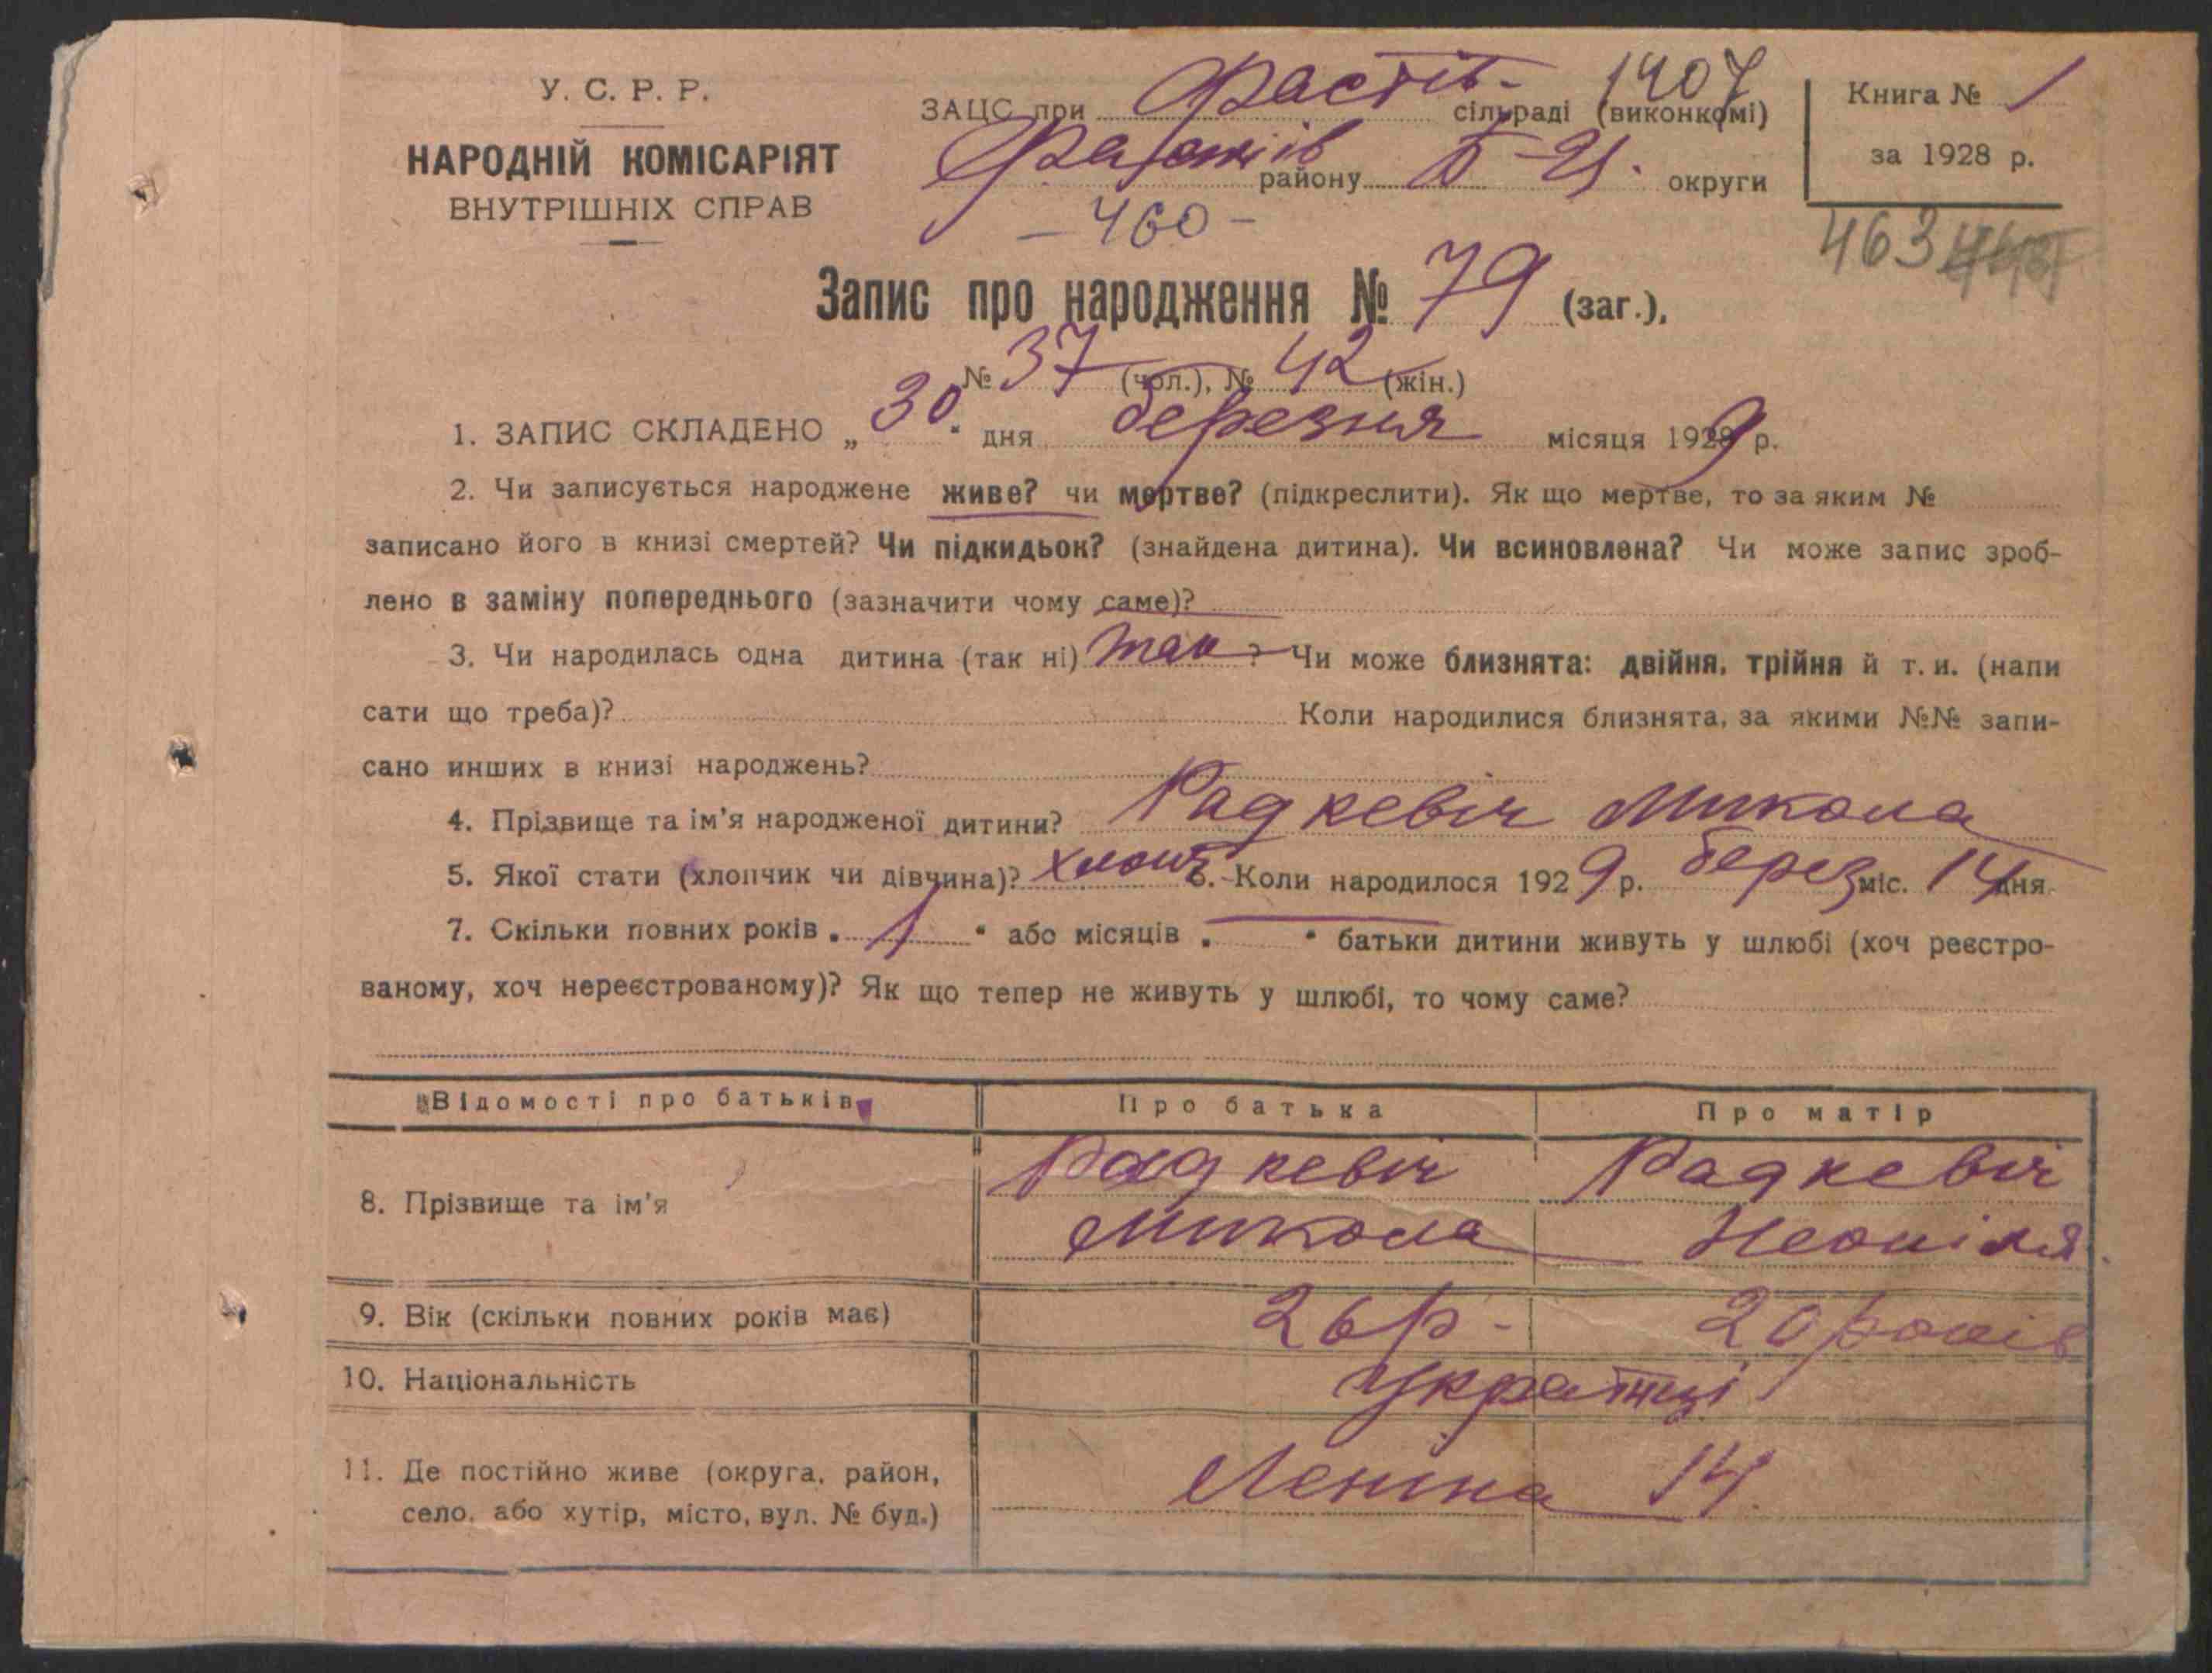 У. С. Р. Р.
НАРОДНІЙ КОМІСАРІЯТ
ВНУТРІШНІХ СПРАВ
ЗАЦС при Фастів- сільраді (виконкомі)
1407
району Б-Ц. округи
- 460 -
Книга № 1
за 1928 р.
463
Запис про народження № 79 (заг.),
№ 37 (чол.), № 42 (жін.)
1. ЗАПИС СКЛАДЕНО „ 30 “ дня березня місяця 1929 р.
2. Чи записується народжене живе? чи мертве? (підкреслити). Як що мертве, то за яким №
записано його в книзі смертей? Чи підкидьок? (знайдена дитина). Чи всиновлена? Чи може запис зроб-
лено в заміну попереднього (зазначити чому саме)?
3. Чи народилась одна дитина (так ні) так ? Чи може близнята: двійня, трійня й т. и. (напи
сати що треба)? Коли народилися близнята, за якими №№ запи-
сано инших в книзі народжень?
4. Прізвище та ім'я народженої дитини? Радкевіч Микола
5. Якої стати (хлопчик чи дівчина)? хлопч 6. Коли народилося 1929 р. берез міс. 14 дня
7. Скільки повних років „ 1 “ або місяців „ “ батьки дитини живуть у шлюбі (хоч реєстро-
ваному, хоч нереєстрованому)? Як що тепер не живуть у шлюбі, то чому саме?
Відомості про батьків Про батька Про матір
8. Прізвище та ім'я Радкевіч Микола Радкевіч Неоніля
9. Вік (скільки повних років має) 26 р - 20 років
10. Національність Українці
11. Де постійно живе (округа, район,
село, або хутір, місто, вул. № буд.) Леніна 14